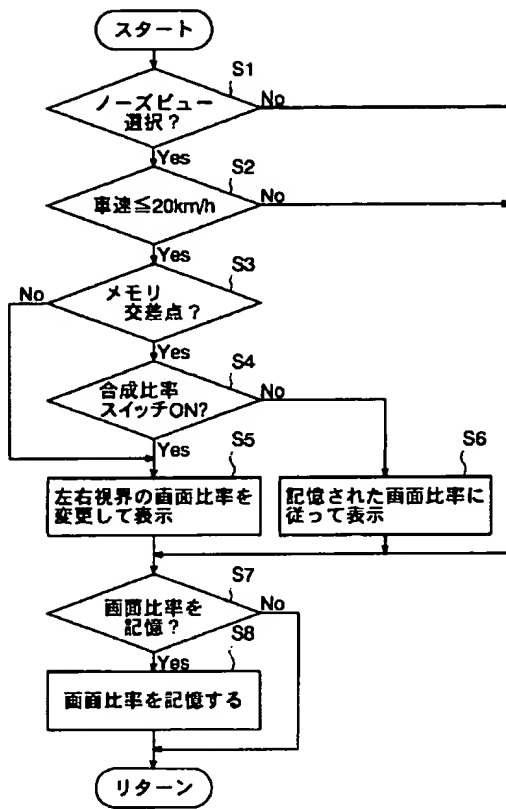 スタート
S1
ノーズビュー
選択?
No
Yes
S2
車速≦20km/h
No
Yes
S3
No
メモリ
交差点?
Yes
S4
合成比率
スイッチON?
No
Yes
S5
左右視界の画面比率を
変更して表示
S6
記憶された画面比率に
従って表示
S7
画面比率を
記憶?
No
Yes
S8
画面比率を記憶する
リターン